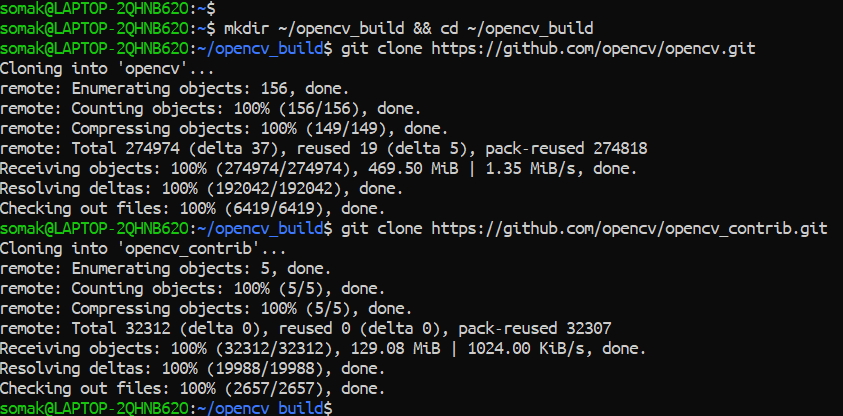 somak@LAPTOP-2QHNB62O:~$
somak@LAPTOP-2QHNB62O:~$ mkdir ~/opencv_build && cd ~/opencv_build
somak@LAPTOP-2QHNB62O:~/opencv_build$ git clone https://github.com/opencv/opencv.git
Cloning into 'opencv'...
remote: Enumerating objects: 156, done.
remote: Counting objects: 100% (156/156), done.
remote: Compressing objects: 100% (149/149), done.
remote: Total 274974 (delta 37), reused 19 (delta 5), pack-reused 274818
Receiving objects: 100% (274974/274974), 469.50 MiB | 1.35 MiB/s, done.
Resolving deltas: 100% (192042/192042), done.
Checking out files: 100% (6419/6419), done.
somak@LAPTOP-2QHNB62O:~/opencv_build$ git clone https://github.com/opencv/opencv_contrib.git
Cloning into 'opencv_contrib'...
remote: Enumerating objects: 5, done.
remote: Counting objects: 100% (5/5), done.
remote: Compressing objects: 100% (5/5), done.
remote: Total 32312 (delta 0), reused 0 (delta 0), pack-reused 32307
Receiving objects: 100% (32312/32312), 129.08 MiB | 1024.00 KiB/s, done.
Resolving deltas: 100% (19988/19988), done.
Checking out files: 100% (2657/2657), done.
somak@LAPTOP-2QHNB62O:~/opencv_build$